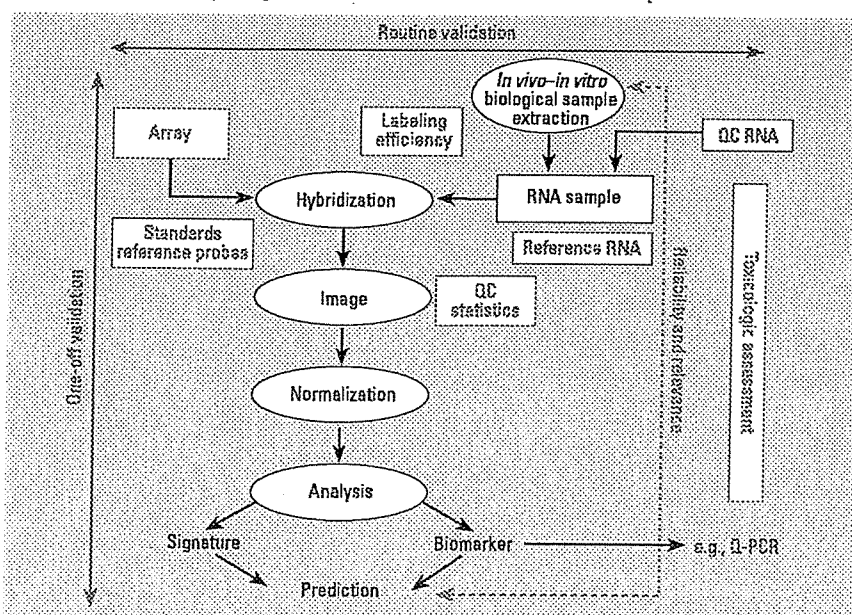 Routine validation
In vivo–in vitro
biological sample
extraction
Array
Labeling
efficiency
QC RNA
Hybridization
RNA sample
Standards
reference probes
Reference RNA
Image
QC
statistics
One-off validation
Reliability and relevance
Toxicologic assessment
Normalization
Analysis
Signature
Biomarker
e.g., Q-PCR
Prediction